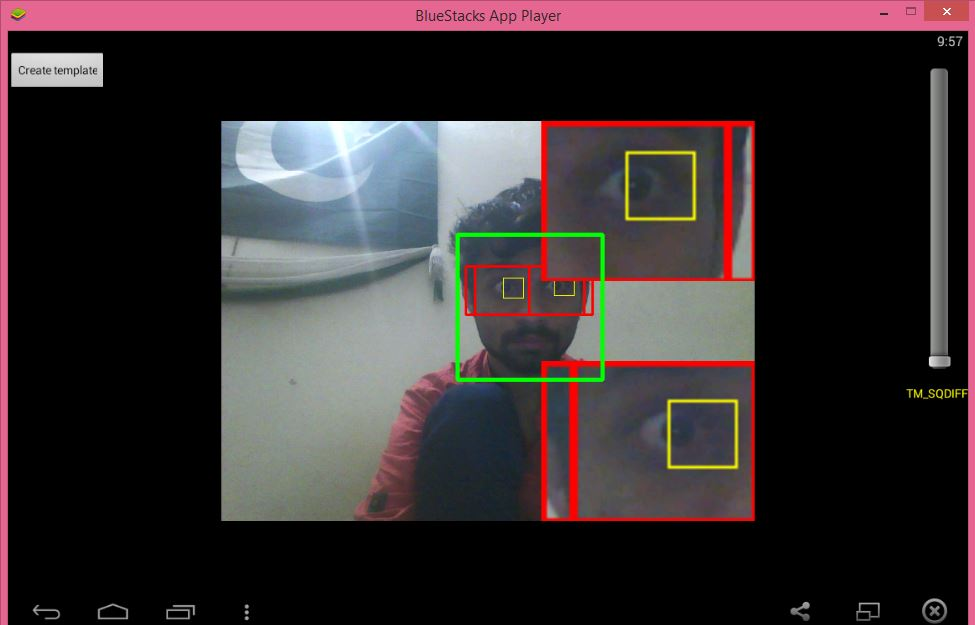 BlueStacks App Player
9:57
Create template
TM_SQDIFF